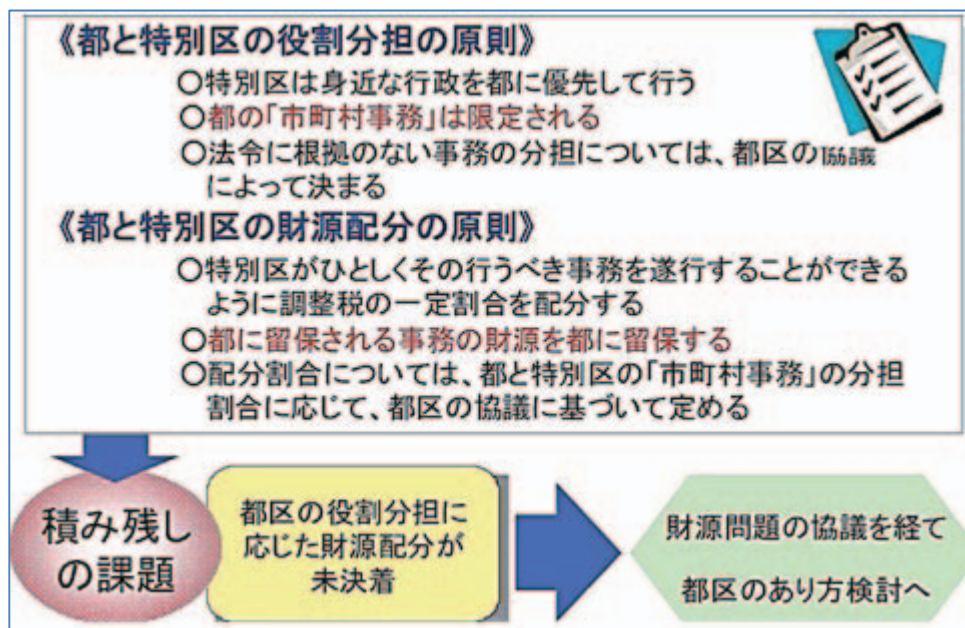 《都と特別区の役割分担の原則》
○特別区は身近な行政を都に優先して行う
○都の「市町村事務」は限定される
○法令に根拠のない事務の分担については、都区の協議
によって決まる
《都と特別区の財源配分の原則》
○特別区がひとしくその行うべき事務を遂行することができる
ように調整税の一定割合を配分する
○都に留保される事務の財源を都に留保する
○配分割合については、都と特別区の「市町村事務」の分担
割合に応じて、都区の協議に基づいて定める
積み残し
の課題
都区の役割分担に
応じた財源配分が
未決着
財源問題の協議を経て
都区のあり方検討へ